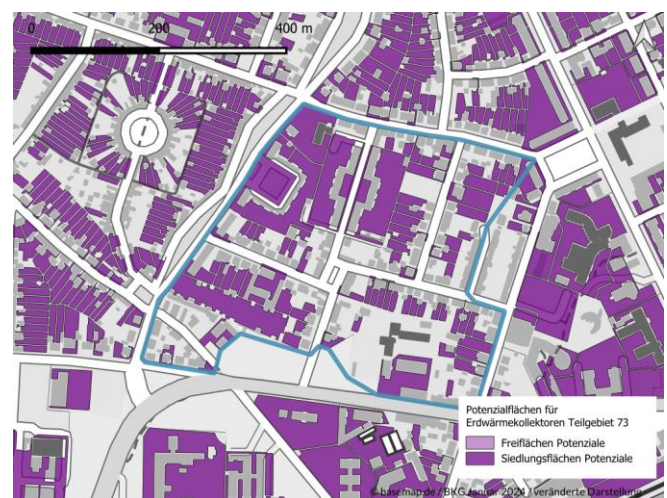 0 200 400 m
Potenzialflächen für
Erdwärmekollektoren Teilgebiet 73
Freiflächen Potenziale
Siedlungsflächen Potenziale
© basemap.de / BKG Januar 2024 / veränderte Darstellung